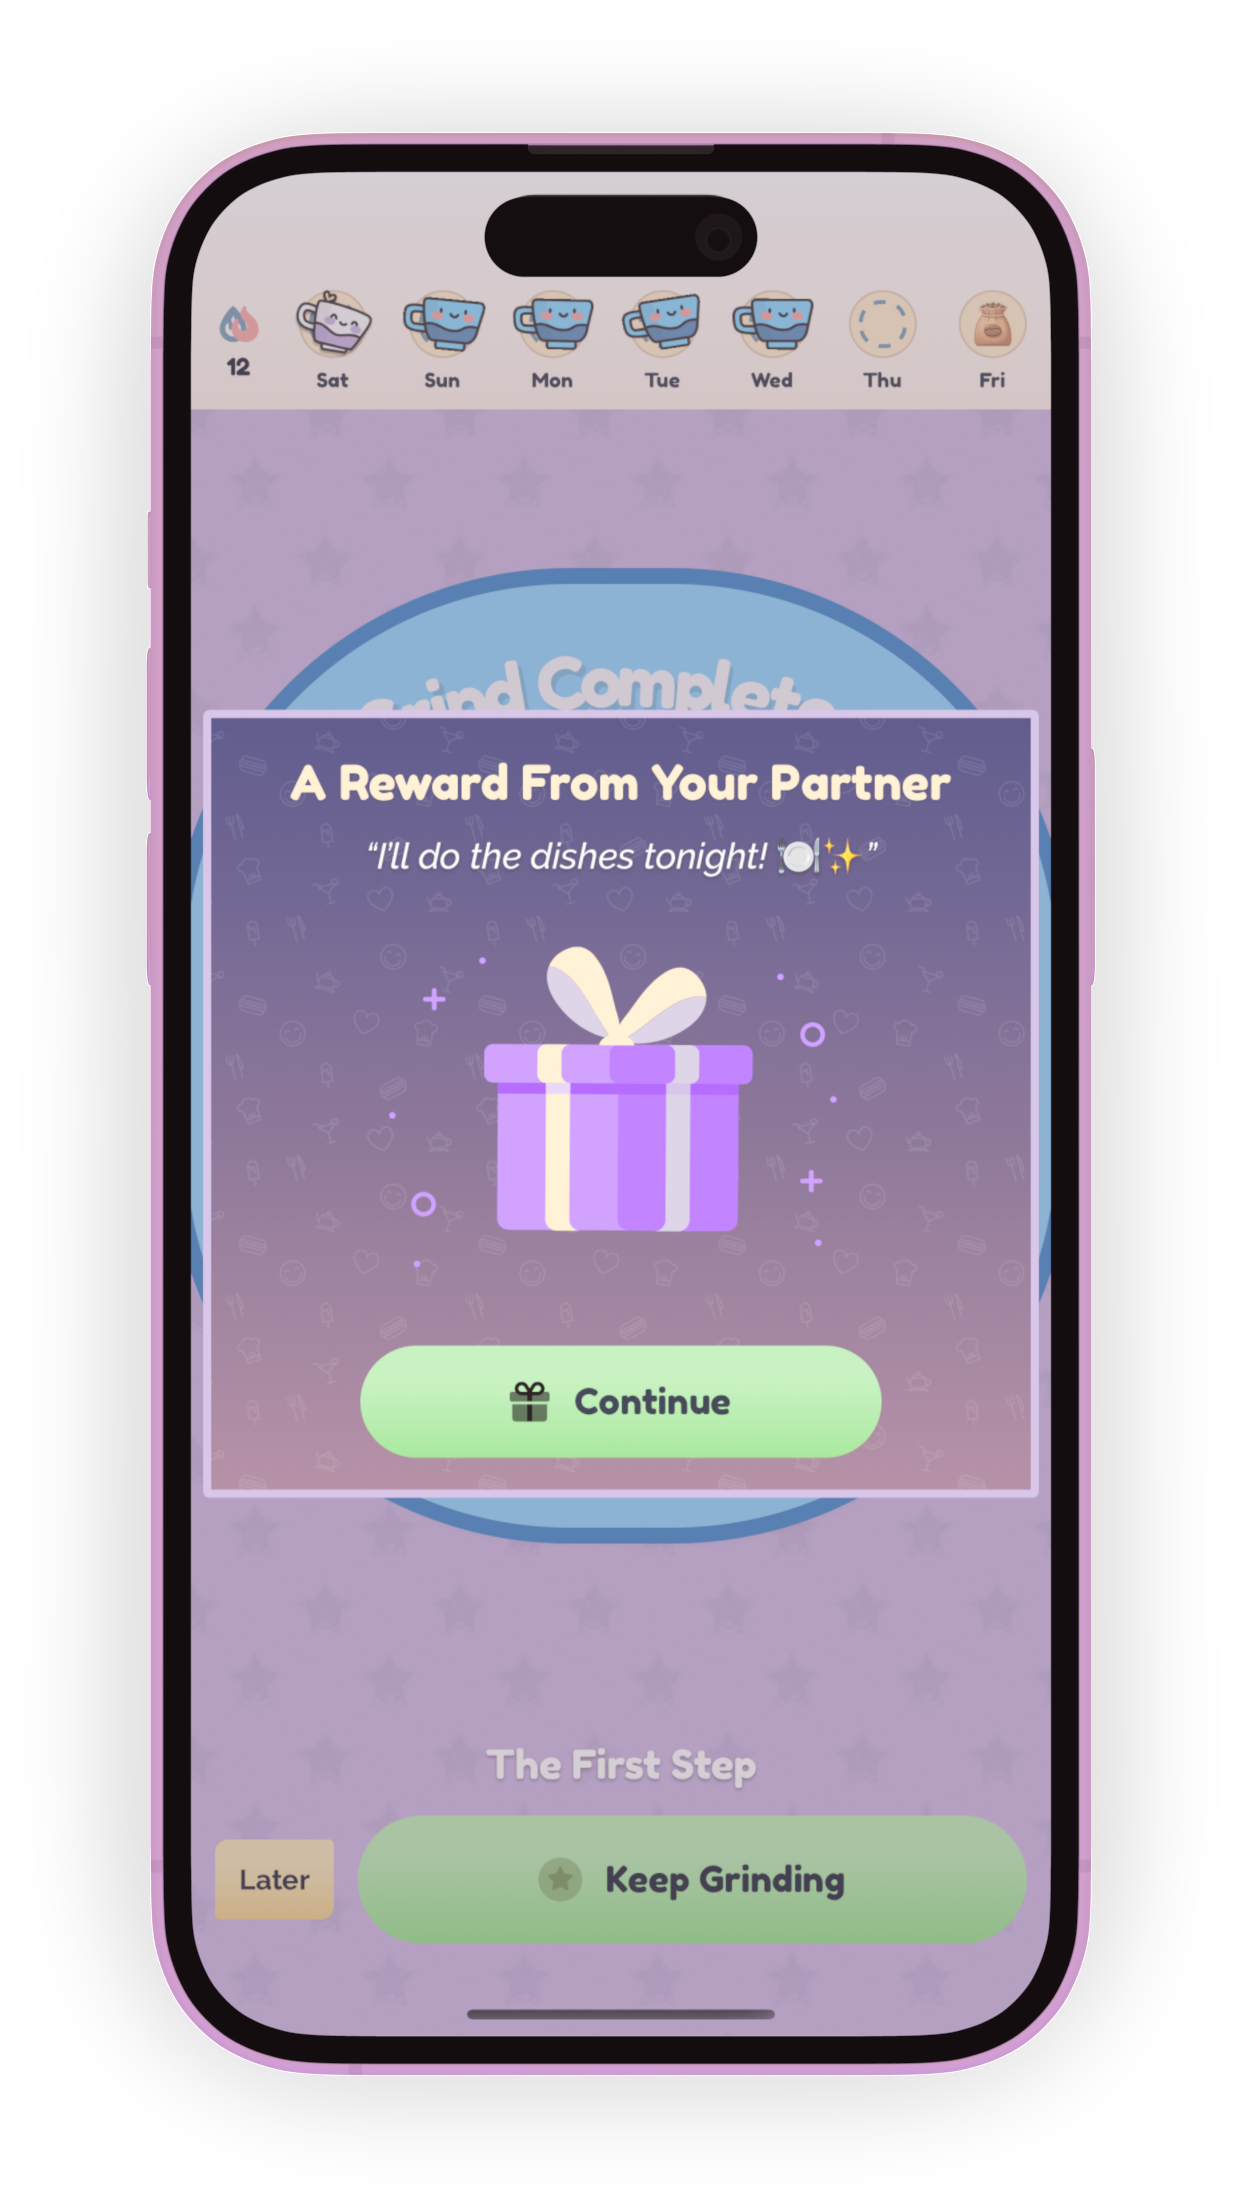 12
Sat
Sun
Mon
Tue
Wed
Thu
Fri
Grind Complete
A Reward From Your Partner
“I’ll do the dishes tonight! 🍽️✨”
Continue
The First Step
Later
Keep Grinding